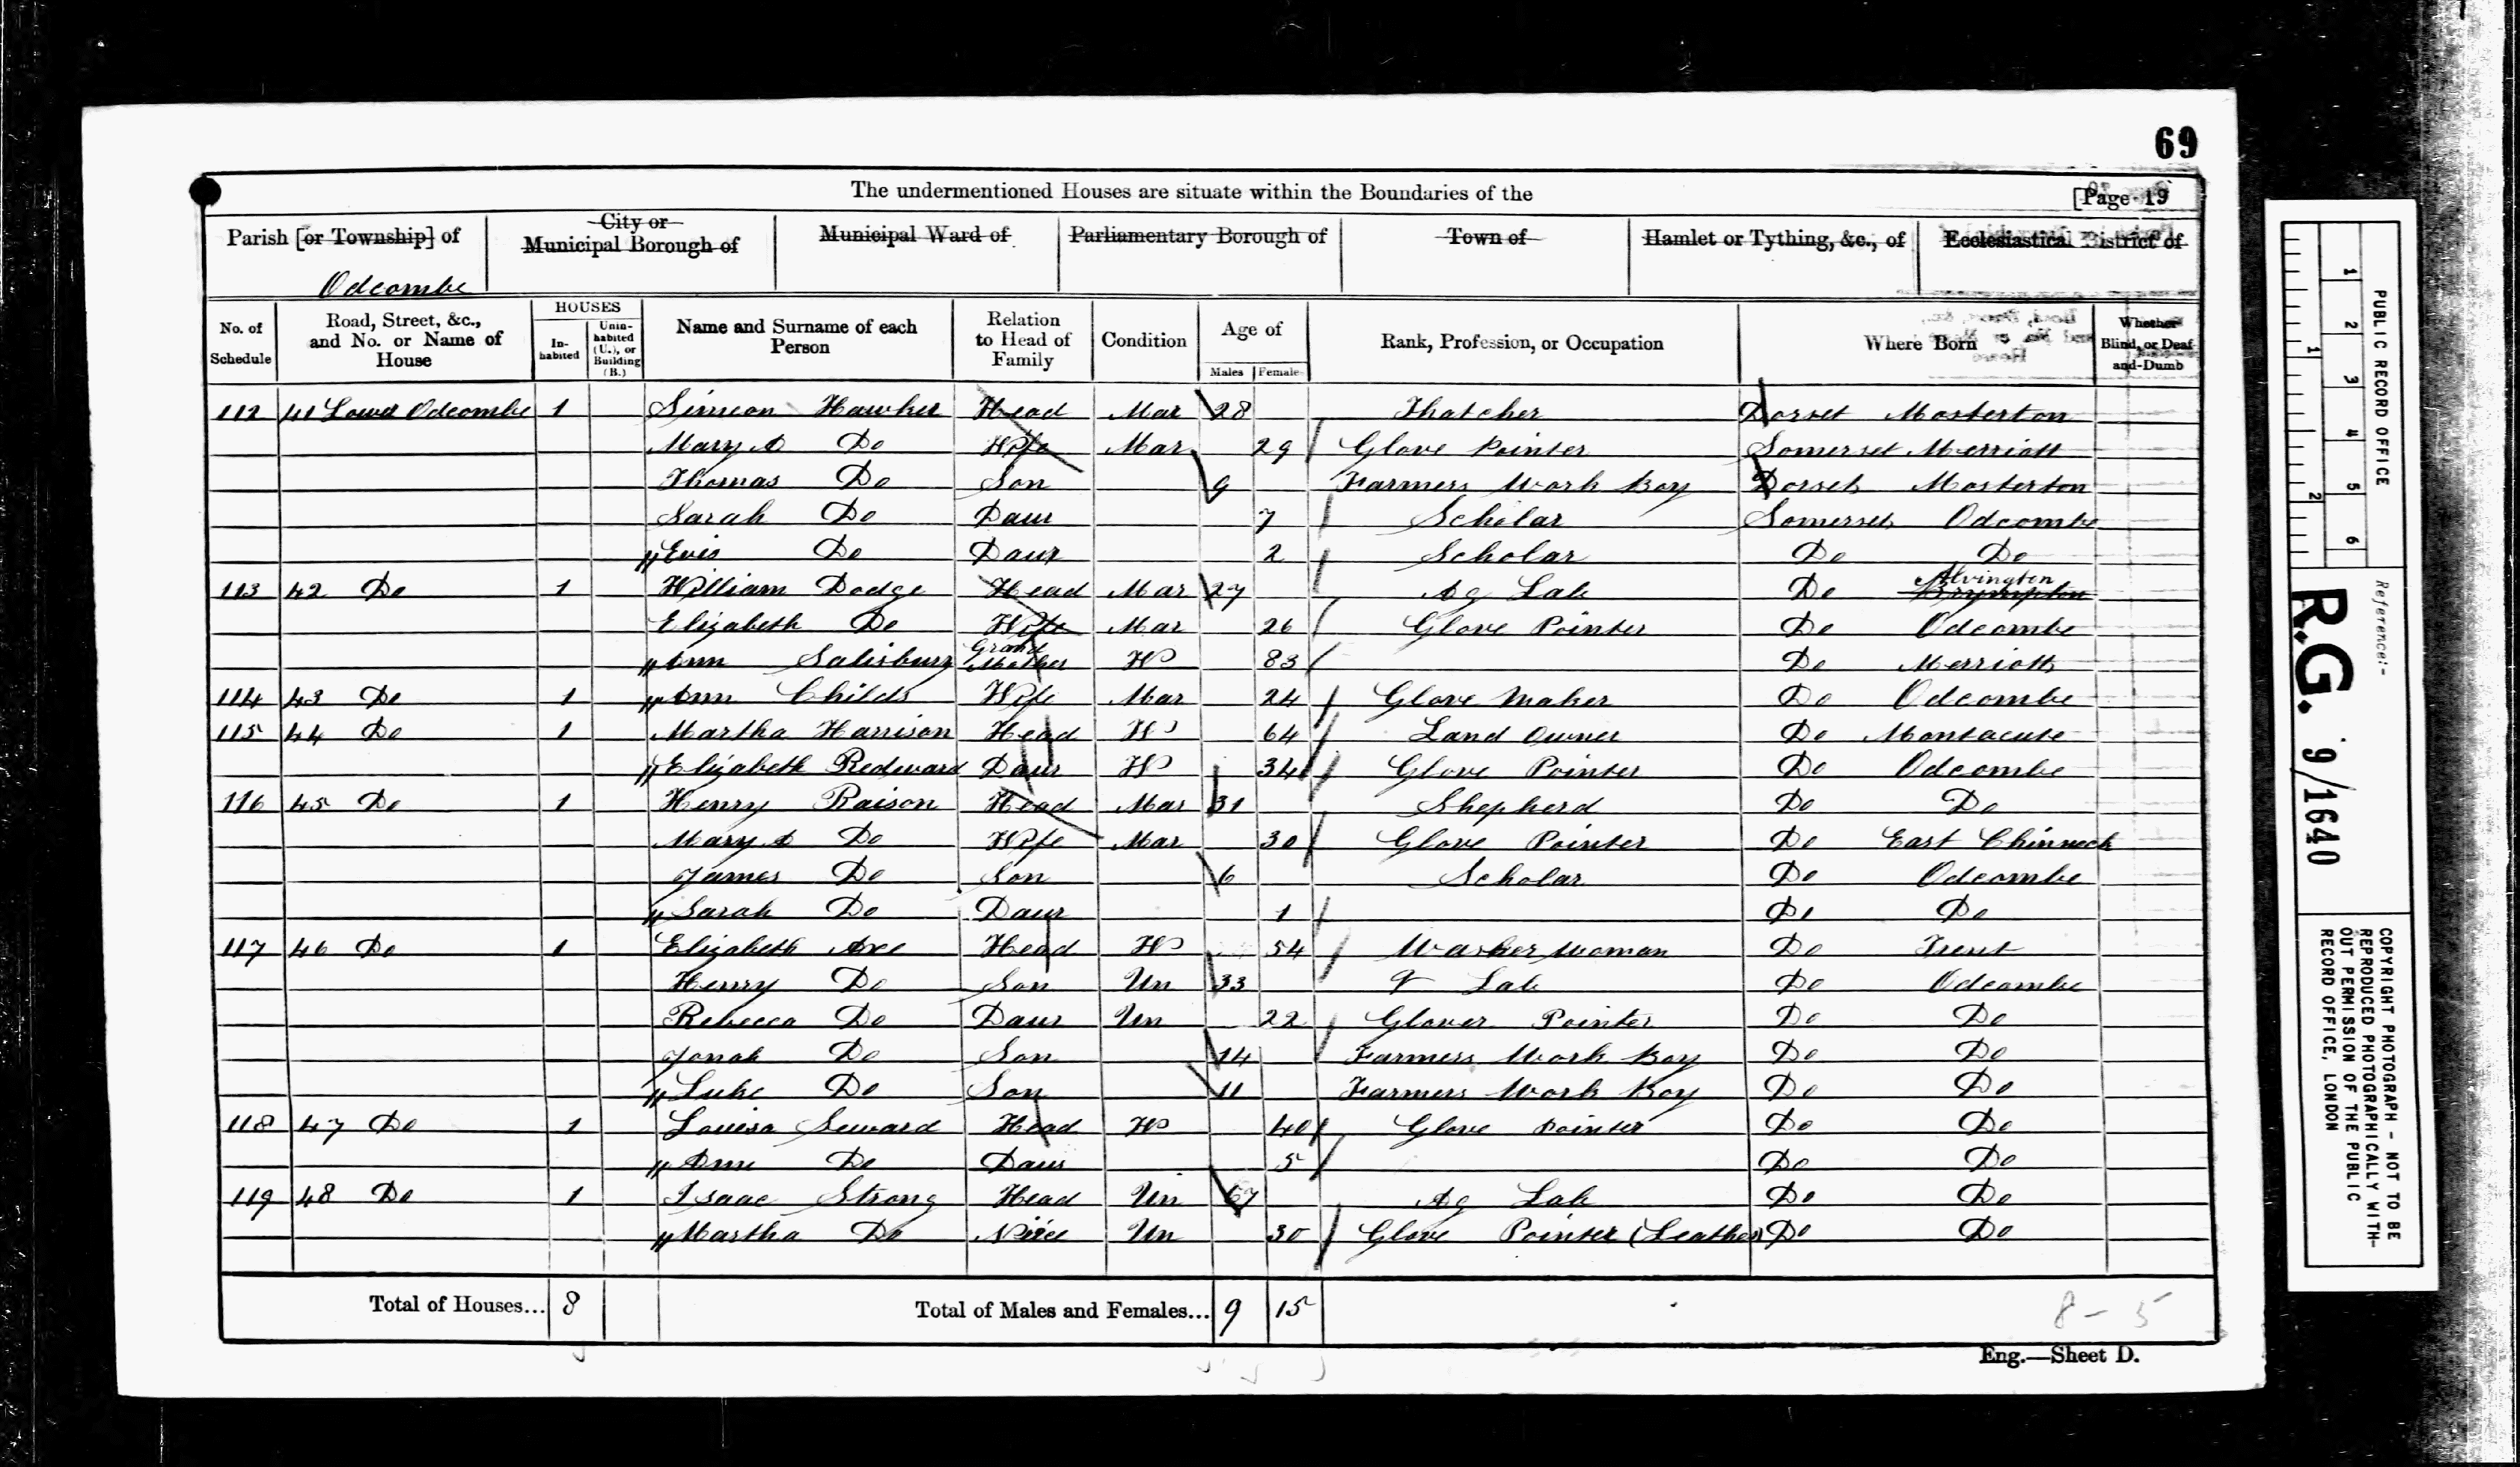 69
The undermentioned Houses are situate within the Boundaries of the [Page 19
Parish [or Township] of City or Municipal Borough of Municipal Ward of Parliamentary Borough of Town of Hamlet or Tything, &c., of Ecclesiastical District of
Odcombe
No. of Schedule Road, Street, &c., and No. or Name of House HOUSES In-habited Unin-habited (U.), or Building (B.) Name and Surname of each Person Relation to Head of Family Condition Age of Males Female Rank, Profession, or Occupation Where Born Whether Blind, or Deaf-and-Dumb
112 41 Lower Odcombe 1 Simeon Hawker Head Mar 28 Thatcher Dorset Mosterton
Mary A Do Wife Mar 29 Glove Pointer Somerset Merriott
Thomas Do Son 9 Farmers Work Boy Dorset Mosterton
Sarah Do Daur 7 Scholar Somerset Odcombe
Do Daur 2 Scholar Do Do
113 42 Do 1 William Dodge Head Mar 27 Ag Lab Do Alvington Brympton
Elizabeth Do Wife Mar 26 Glove Pointer Do Odcombe
Ann Salisbury Grand Mother W 83 Do Merriott
114 43 Do 1 Ann Childs Wife Mar 24 Glove Maker Do Odcombe
115 44 Do 1 Martha Harrison Head W 64 Land Owner Do Montacute
Elizabeth Redward Daur W 34 Glove Pointer Do Odcombe
116 45 Do 1 Henry Raison Head Mar 31 Shepherd Do Do
Mary A Do Wife Mar 30 Glove Pointer Do East Chinnock
James Do Son 6 Scholar Do Odcombe
Sarah Do Daur 1 Do Do
117 46 Do 1 Elizabeth Axe Head W 54 Washer Woman Do Trent
Henry Do Son Un 33 Lab Do Odcombe
Rebecca Do Daur Un 22 Glover Pointer Do Do
Jonah Do Son 14 Farmers Work Boy Do Do
Luke Do Son 11 Farmers Work Boy Do Do
118 47 Do 1 Louisa Seward Head W 40 Glove Pointer Do Do
Do Daur 5 Do Do
119 48 Do 1 Isaac Strong Head Un 67 Ag Lab Do Do
Martha Do Niece Un 30 Glove Pointer (Leather) Do Do
Total of Houses... 8 Total of Males and Females... 9 15 8 - 5
Eng.—Sheet D.
PUBLIC RECORD OFFICE
1 2 3 4 5 6
1 2
Reference:-
R.G. 9/1640
COPYRIGHT PHOTOGRAPH - NOT TO BE
REPRODUCED PHOTOGRAPHICALLY WITH-
OUT PERMISSION OF THE PUBLIC
RECORD OFFICE, LONDON